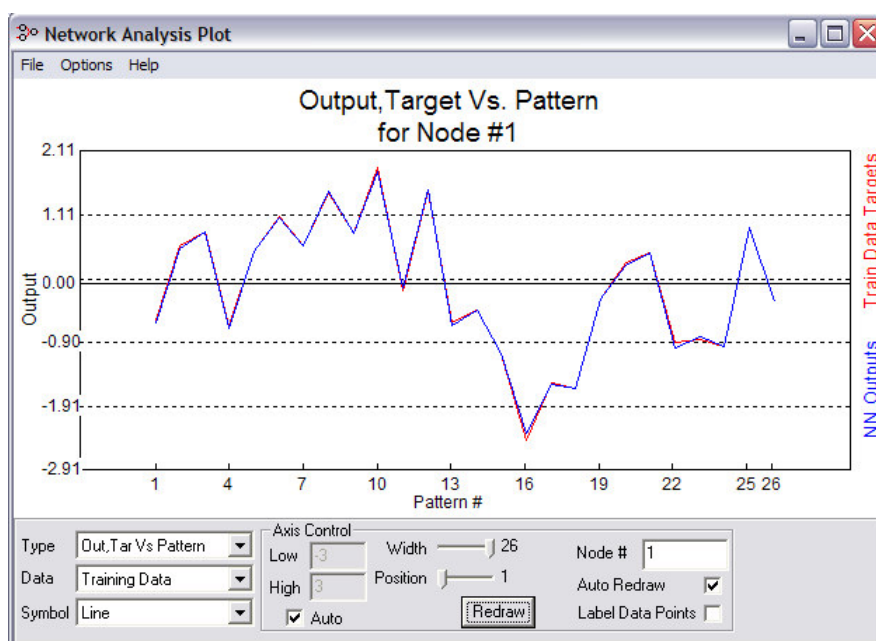 Network Analysis Plot
File Options Help
Output,Target Vs. Pattern
for Node #1
2.11
1.11
0.00
-0.90
-1.91
-2.91
Output
Train Data Targets
NN Outputs
1 4 7 10 13 16 19 22 25 26
Pattern #
Type Out,Tar Vs Pattern
Data Training Data
Symbol Line
Axis Control
Low -3
High 3
Auto
Width 26
Position 1
Redraw
Node # 1
Auto Redraw
Label Data Points